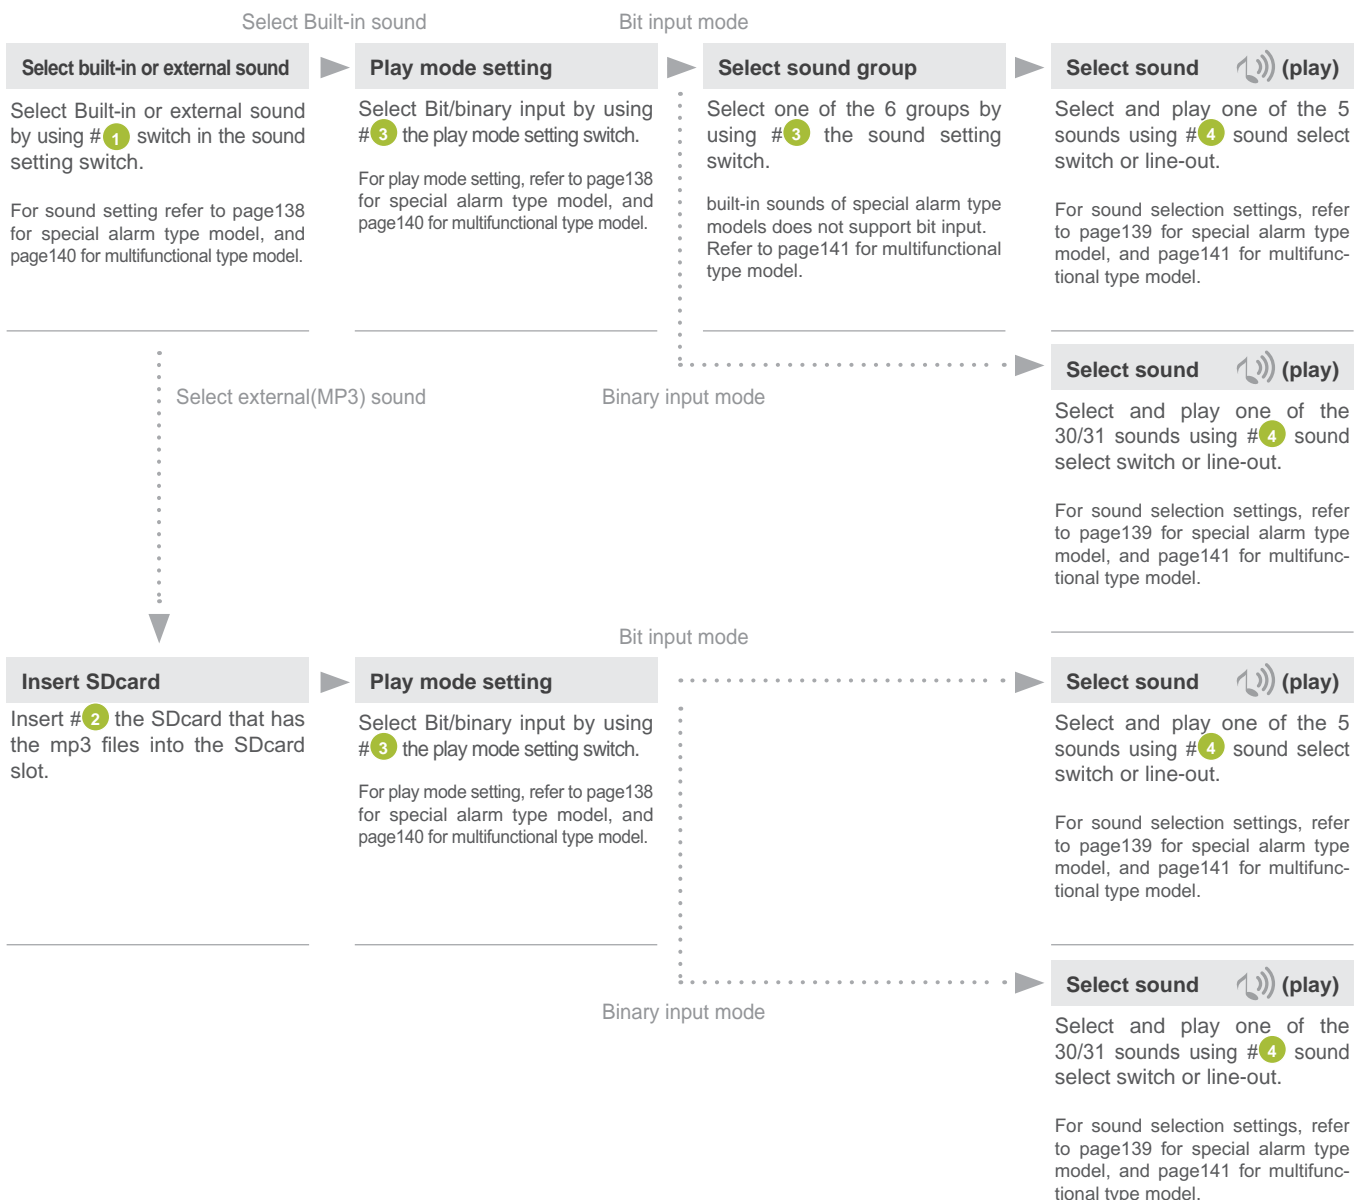 Select Built-in sound
Bit input mode
Select built-in or external sound
Select Built-in or external sound
by using #1 switch in the sound
setting switch.
For sound setting refer to page138
for special alarm type model, and
page140 for multifunctional type model.
Play mode setting
Select Bit/binary input by using
#3 the play mode setting switch.
For play mode setting, refer to page138
for special alarm type model, and
page140 for multifunctional type model.
Select sound group
Select one of the 6 groups by
using #3 the sound setting
switch.
built-in sounds of special alarm type
models does not support bit input.
Refer to page141 for multifunctional
type model.
Select sound (play)
Select and play one of the 5
sounds using #4 sound select
switch or line-out.
For sound selection settings, refer
to page139 for special alarm type
model, and page141 for multifunc-
tional type model.
Select external(MP3) sound
Binary input mode
Select sound (play)
Select and play one of the
30/31 sounds using #4 sound
select switch or line-out.
For sound selection settings, refer
to page139 for special alarm type
model, and page141 for multifunc-
tional type model.
Bit input mode
Insert SDcard
Insert #2 the SDcard that has
the mp3 files into the SDcard
slot.
Play mode setting
Select Bit/binary input by using
#3 the play mode setting switch.
For play mode setting, refer to page138
for special alarm type model, and
page140 for multifunctional type model.
Select sound (play)
Select and play one of the 5
sounds using #4 sound select
switch or line-out.
For sound selection settings, refer
to page139 for special alarm type
model, and page141 for multifunc-
tional type model.
Binary input mode
Select sound (play)
Select and play one of the
30/31 sounds using #4 sound
select switch or line-out.
For sound selection settings, refer
to page139 for special alarm type
model, and page141 for multifunc-
tional type model.